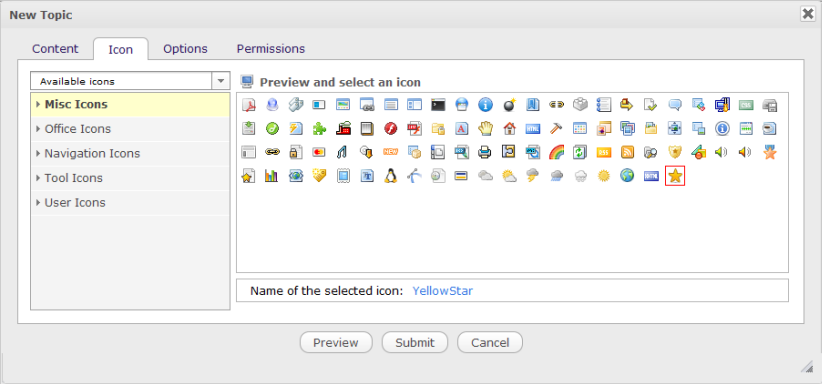 New Topic
Content Icon Options Permissions
Available icons
Preview and select an icon
Misc Icons
Office Icons
Navigation Icons
Tool Icons
User Icons
Name of the selected icon: YellowStar
Preview Submit Cancel